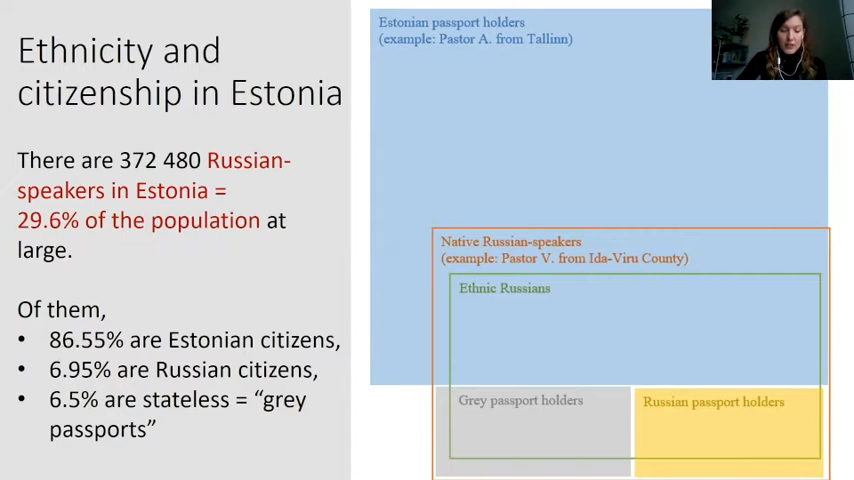 Ethnicity and
citizenship in Estonia
There are 372 480 Russian-
speakers in Estonia =
29.6% of the population at
large.
Of them,
• 86.55% are Estonian citizens,
• 6.95% are Russian citizens,
• 6.5% are stateless = “grey
passports”
Estonian passport holders
(example: Pastor A. from Tallinn)
Native Russian-speakers
(example: Pastor V. from Ida-Viru County)
Ethnic Russians
Grey passport holders
Russian passport holders